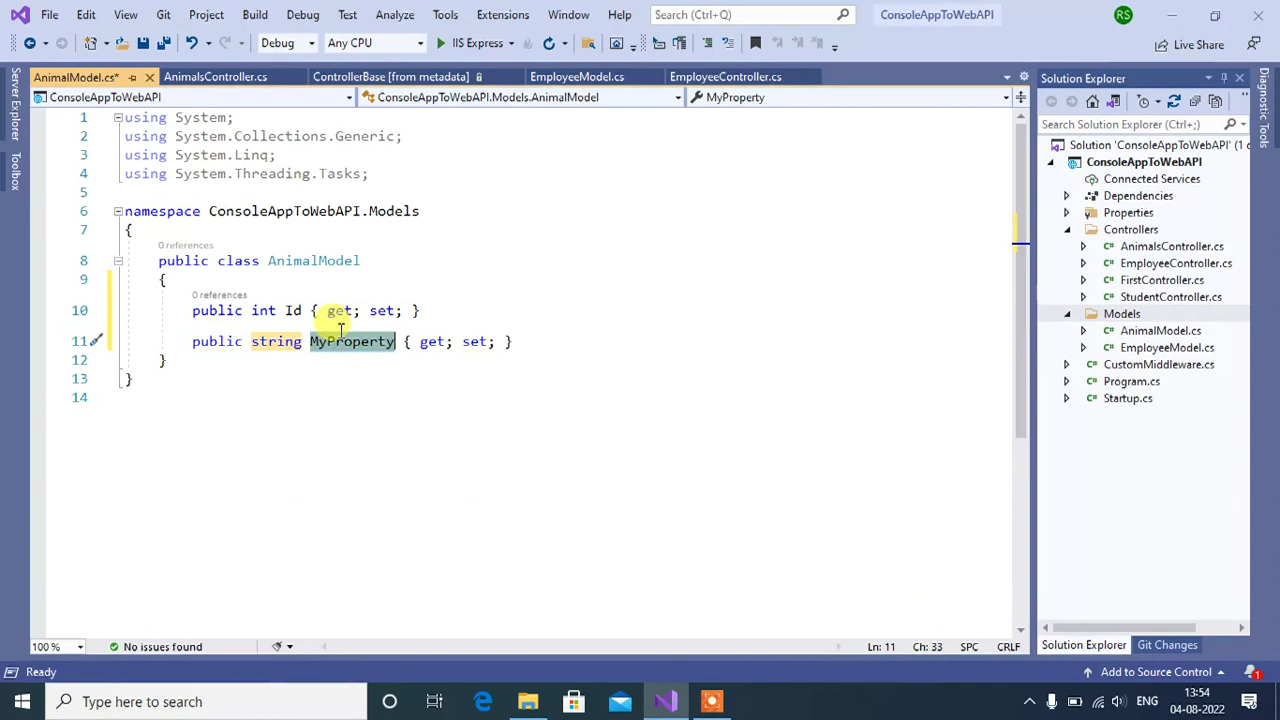 File Edit View Git Project Build Debug Test Analyze Tools Extensions Window Help Search (Ctrl+Q) ConsoleAppToWebAPI RS
Debug Any CPU IIS Express Live Share
AnimalModel.cs* AnimalsController.cs ControllerBase [from metadata] EmployeeModel.cs EmployeeController.cs
ConsoleAppToWebAPI ConsoleAppToWebAPI.Models.AnimalModel MyProperty
Server Explorer
Toolbox
1 using System;
2 using System.Collections.Generic;
3 using System.Linq;
4 using System.Threading.Tasks;
5
6 namespace ConsoleAppToWebAPI.Models
7 {
0 references
8 public class AnimalModel
9 {
0 references
10 public int Id { get; set; }
11 public string MyProperty { get; set; }
12 }
13 }
14
100 % No issues found Ln: 11 Ch: 33 SPC CRLF
Solution Explorer
Search Solution Explorer (Ctrl+;)
Solution 'ConsoleAppToWebAPI' (1 o
ConsoleAppToWebAPI
Connected Services
Dependencies
Properties
Controllers
AnimalsController.cs
EmployeeController.cs
FirstController.cs
StudentController.cs
Models
AnimalModel.cs
EmployeeModel.cs
CustomMiddleware.cs
Program.cs
Startup.cs
Solution Explorer Git Changes
Diagnostic Tools
Ready Add to Source Control 1
Type here to search ENG 13:54
04-08-2022